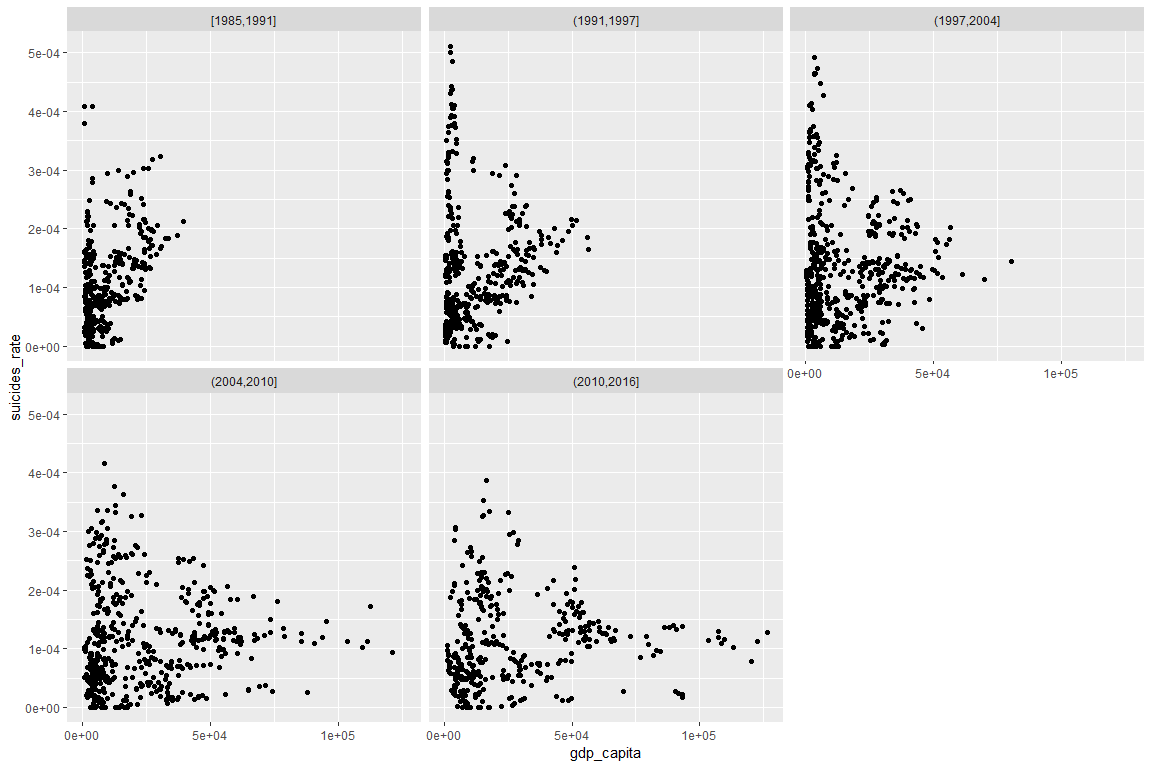 [1985,1991]
(1991,1997]
(1997,2004]
5e-04
4e-04
3e-04
2e-04
1e-04
0e+00
0e+00
5e-04
1e+05
suicides_rate
(2004,2010]
(2010,2016]
5e-04
4e-04
3e-04
2e-04
1e-04
0e+00
0e+00
5e+04
1e+05
0e+00
5e+04
1e+05
gdp_capita